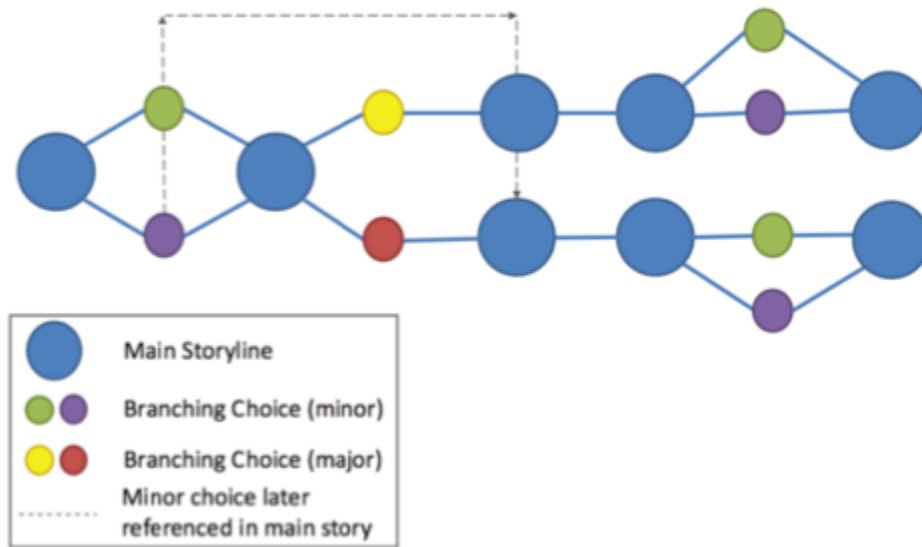 Main Storyline
Branching Choice (minor)
Branching Choice (major)
Minor choice later
referenced in main story